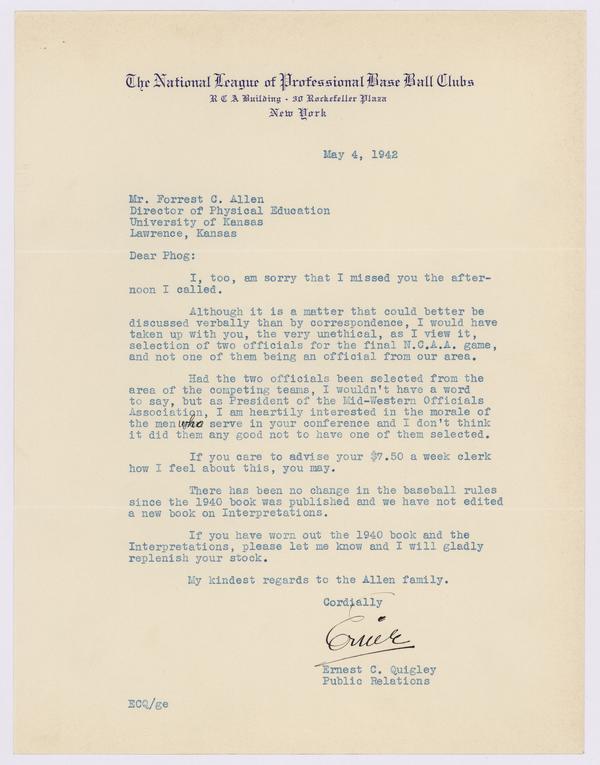 The National League of Professional Base Ball Clubs
R C A Building - 30 Rockefeller Plaza
New York
May 4, 1942
Mr. Forrest C. Allen
Director of Physical Education
University of Kansas
Lawrence, Kansas
Dear Phog:
I, too, am sorry that I missed you the after-
noon I called.
Although it is a matter that could better be
discussed verbally than by correspondence, I would have
taken up with you, the very unethical, as I view it,
selection of two officials for the final N.C.A.A. game,
and not one of them being an official from our area.
Had the two officials been selected from the
area of the competing teams, I wouldn't have a word
to say, but as President of the Mid-Western Officials
Association, I am heartily interested in the morale of
the men who serve in your conference and I don't think
it did them any good not to have one of them selected.
If you care to advise your $7.50 a week clerk
how I feel about this, you may.
There has been no change in the baseball rules
since the 1940 book was published and we have not edited
a new book on Interpretations.
If you have worn out the 1940 book and the
Interpretations, please let me know and I will gladly
replenish your stock.
My kindest regards to the Allen family.
Cordially
Ernie
Ernest C. Quigley
Public Relations
ECQ/ge